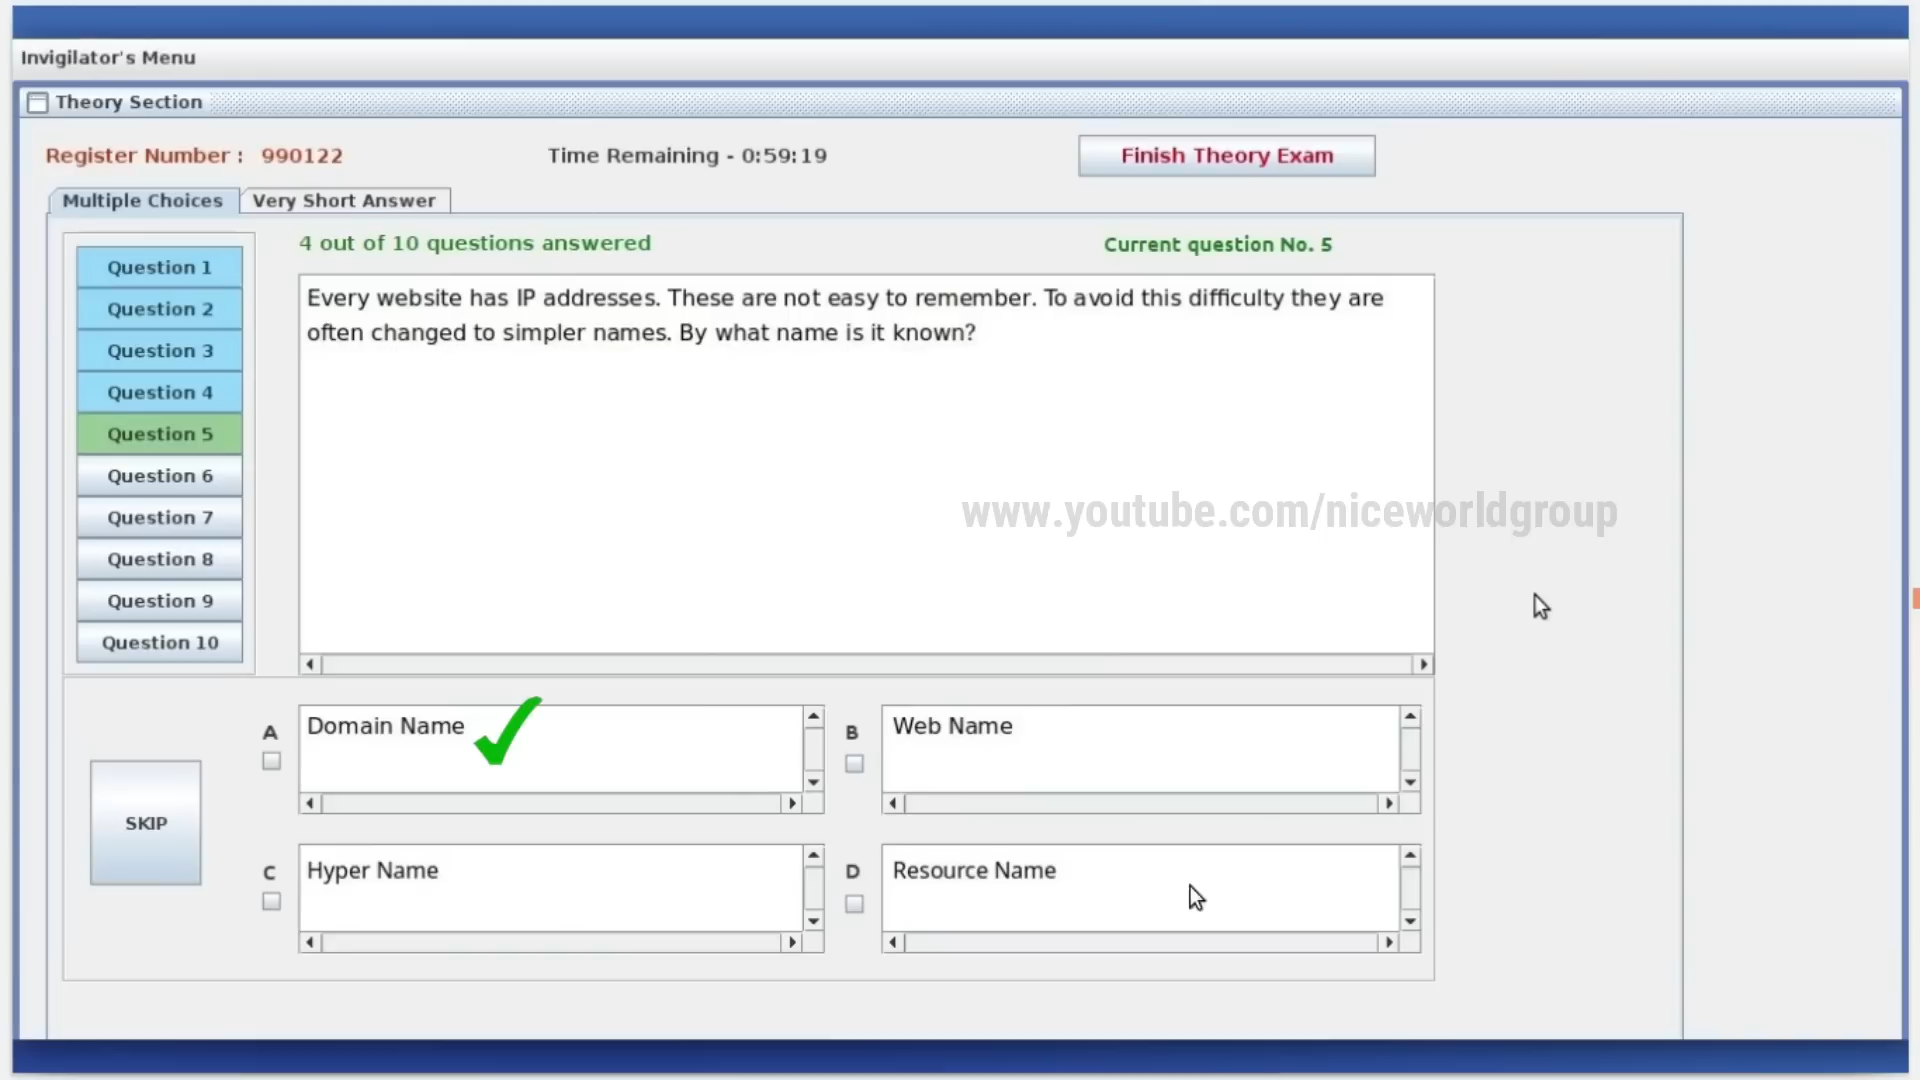 Invigilator's Menu
Theory Section
Register Number :  990122
Time Remaining - 0:59:19
Finish Theory Exam
Multiple Choices
Very Short Answer
4 out of 10 questions answered
Current question No. 5
Question 1
Question 2
Question 3
Question 4
Question 5
Question 6
Question 7
Question 8
Question 9
Question 10
Every website has IP addresses. These are not easy to remember. To avoid this difficulty they are
often changed to simpler names. By what name is it known?
www.youtube.com/niceworldgroup
SKIP
A
Domain Name
B
Web Name
C
Hyper Name
D
Resource Name